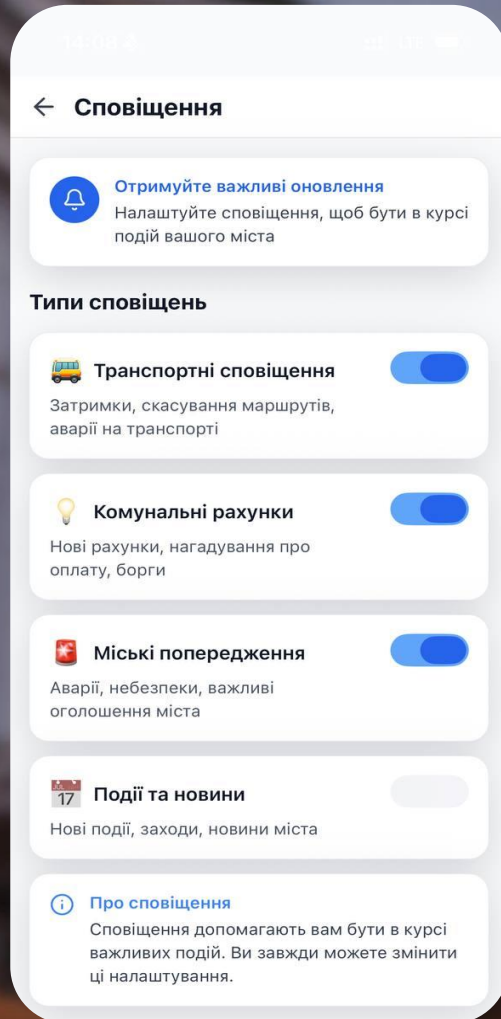 Сповіщення
Отримуйте важливі оновлення
Налаштуйте сповіщення, щоб бути в курсі
подій вашого міста
Типи сповіщень
Транспортні сповіщення
Затримки, скасування маршрутів,
аварії на транспорті
Комунальні рахунки
Нові рахунки, нагадування про
оплату, борги
Міські попередження
Аварії, небезпеки, важливі
оголошення міста
JUL
17
Події та новини
Нові події, заходи, новини міста
Про сповіщення
Сповіщення допомагають вам бути в курсі
важливих подій. Ви завжди можете змінити
ці налаштування.